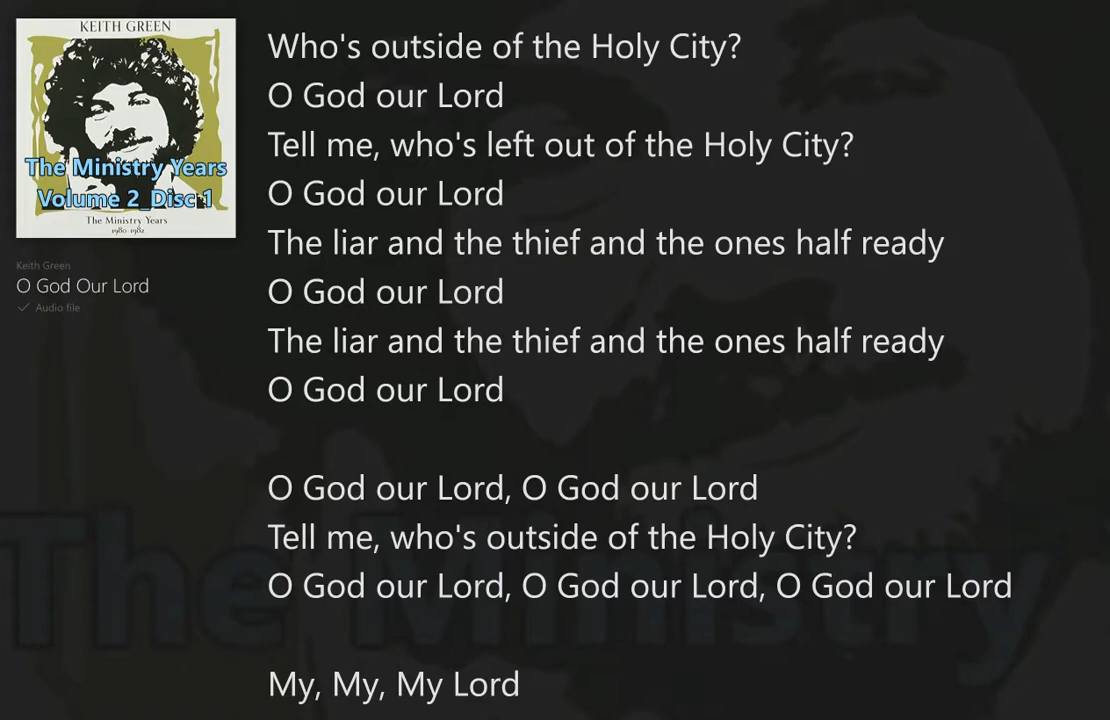 KEITH GREEN
The Ministry Years
Volume 2_Disc 1
The Ministry Years
1980-1982
Keith Green
O God Our Lord
Audio file
Who's outside of the Holy City?
O God our Lord
Tell me, who's left out of the Holy City?
O God our Lord
The liar and the thief and the ones half ready
O God our Lord
The liar and the thief and the ones half ready
O God our Lord
O God our Lord, O God our Lord
Tell me, who's outside of the Holy City?
O God our Lord, O God our Lord, O God our Lord
My, My, My Lord
The Ministry